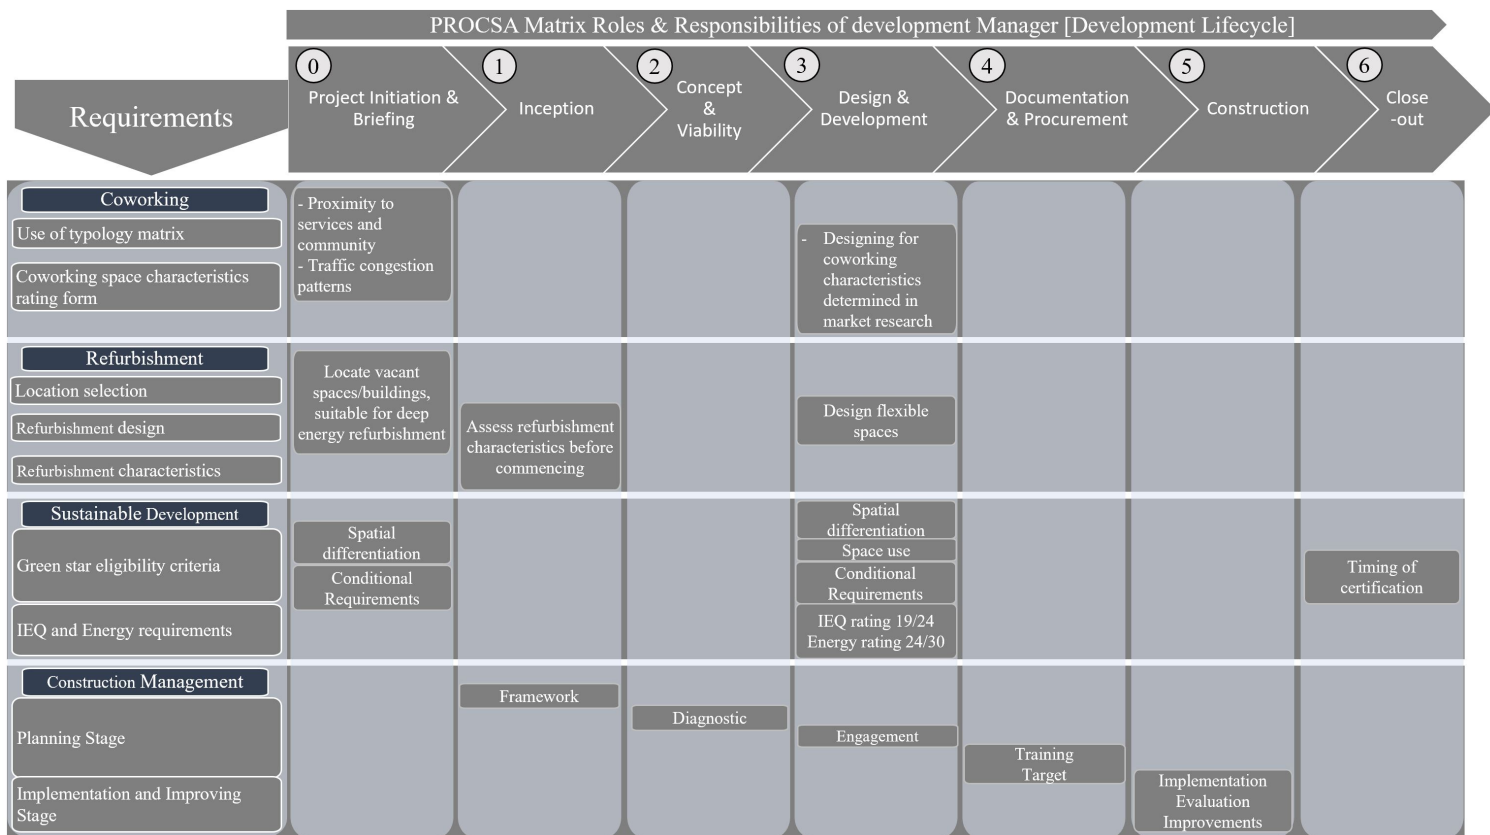 PROCSA Matrix Roles & Responsibilities of development Manager [Development Lifecycle]
Requirements
0
Project Initiation &
Briefing
1
Inception
2
Concept
&
Viability
3
Design &
Development
4
Documentation
& Procurement
5
Construction
6
Close
-out
Coworking
Use of typology matrix
Coworking space characteristics
rating form
- Proximity to
services and
community
- Traffic congestion
patterns
- Designing for
coworking
characteristics
determined in
market research
Refurbishment
Location selection
Refurbishment design
Refurbishment characteristics
Locate vacant
spaces/buildings,
suitable for deep
energy refurbishment
Assess refurbishment
characteristics before
commencing
Design flexible
spaces
Sustainable Development
Green star eligibility criteria
IEQ and Energy requirements
Spatial
differentiation
Conditional
Requirements
Spatial
differentiation
Space use
Conditional
Requirements
IEQ rating 19/24
Energy rating 24/30
Timing of
certification
Construction Management
Planning Stage
Implementation and Improving
Stage
Framework
Diagnostic
Engagement
Training
Target
Implementation
Evaluation
Improvements